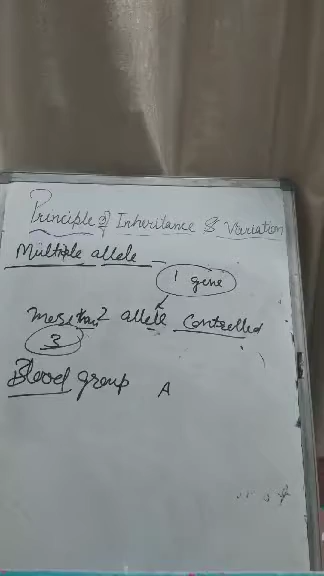 Principle of Inheritance & Variation
Multiple allele
1 gene
more than 2 allele controlled
3
Blood group A